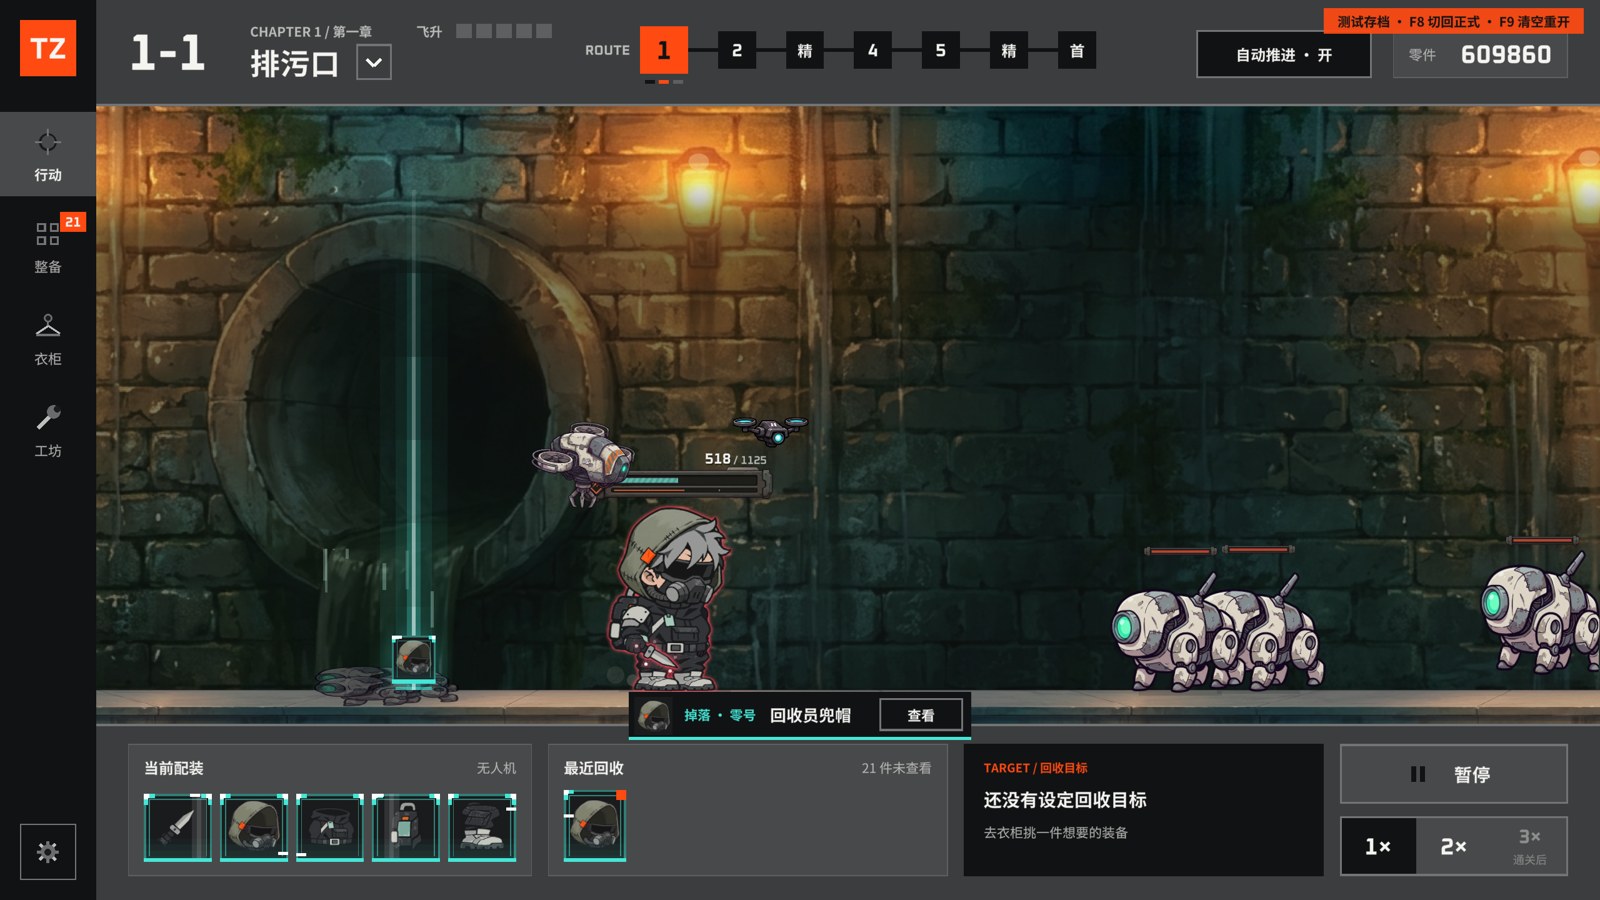 TZ
1-1
CHAPTER 1 / 第一章
排污口
飞升
ROUTE
1
2
精
4
5
精
首
测试存档 · F8 切回正式 · F9 清空重开
自动推进 · 开
零件 609860
行动
21
整备
衣柜
工坊
518 / 1125
掉落 · 零号 回收员兜帽
查看
当前配装
无人机
最近回收
21 件未查看
TARGET / 回收目标
还没有设定回收目标
去衣柜挑一件想要的装备
暂停
1×
2×
3×
通关后